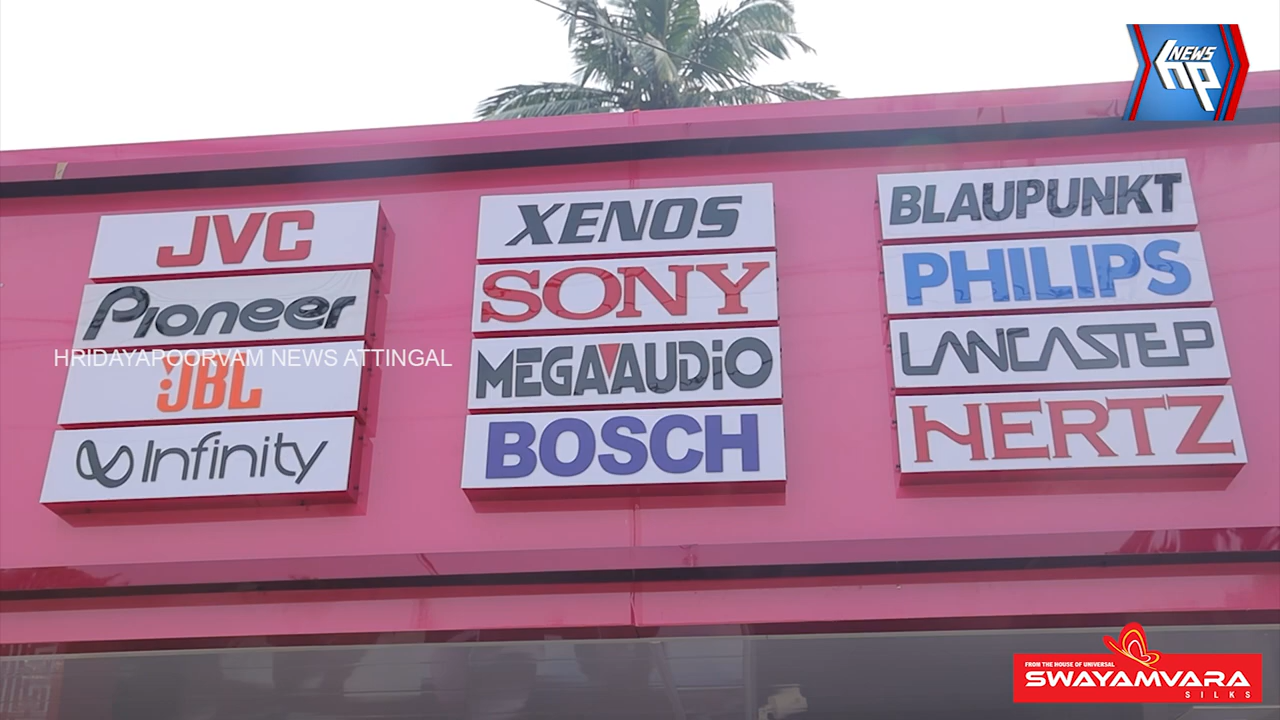 NEWS
HP
JVC
Pioneer
JBL
Infinity
XENOS
SONY
MEGAAUDiO
BOSCH
BLAUPUNKT
PHILIPS
LANCASTEP
HERTZ
HRIDAYAPOORVAM NEWS ATTINGAL
FROM THE HOUSE OF UNIVERSAL
SWAYAMVARA
SILKS